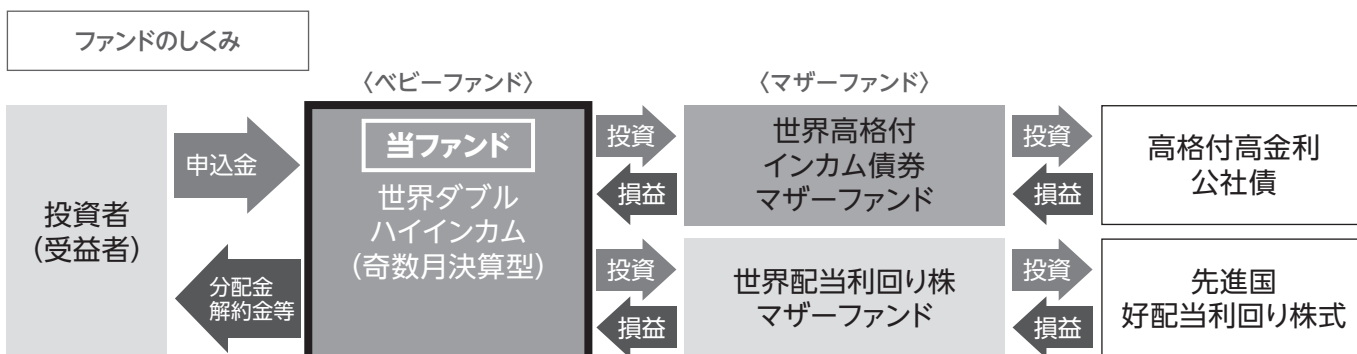 ファンドのしくみ
〈ベビーファンド〉
〈マザーファンド〉
投資者
(受益者)
申込金
分配金
解約金等
当ファンド
世界ダブル
ハイインカム
(奇数月決算型)
投資
損益
世界高格付
インカム債券
マザーファンド
投資
損益
高格付高金利
公社債
投資
損益
世界配当利回り株
マザーファンド
投資
損益
先進国
好配当利回り株式